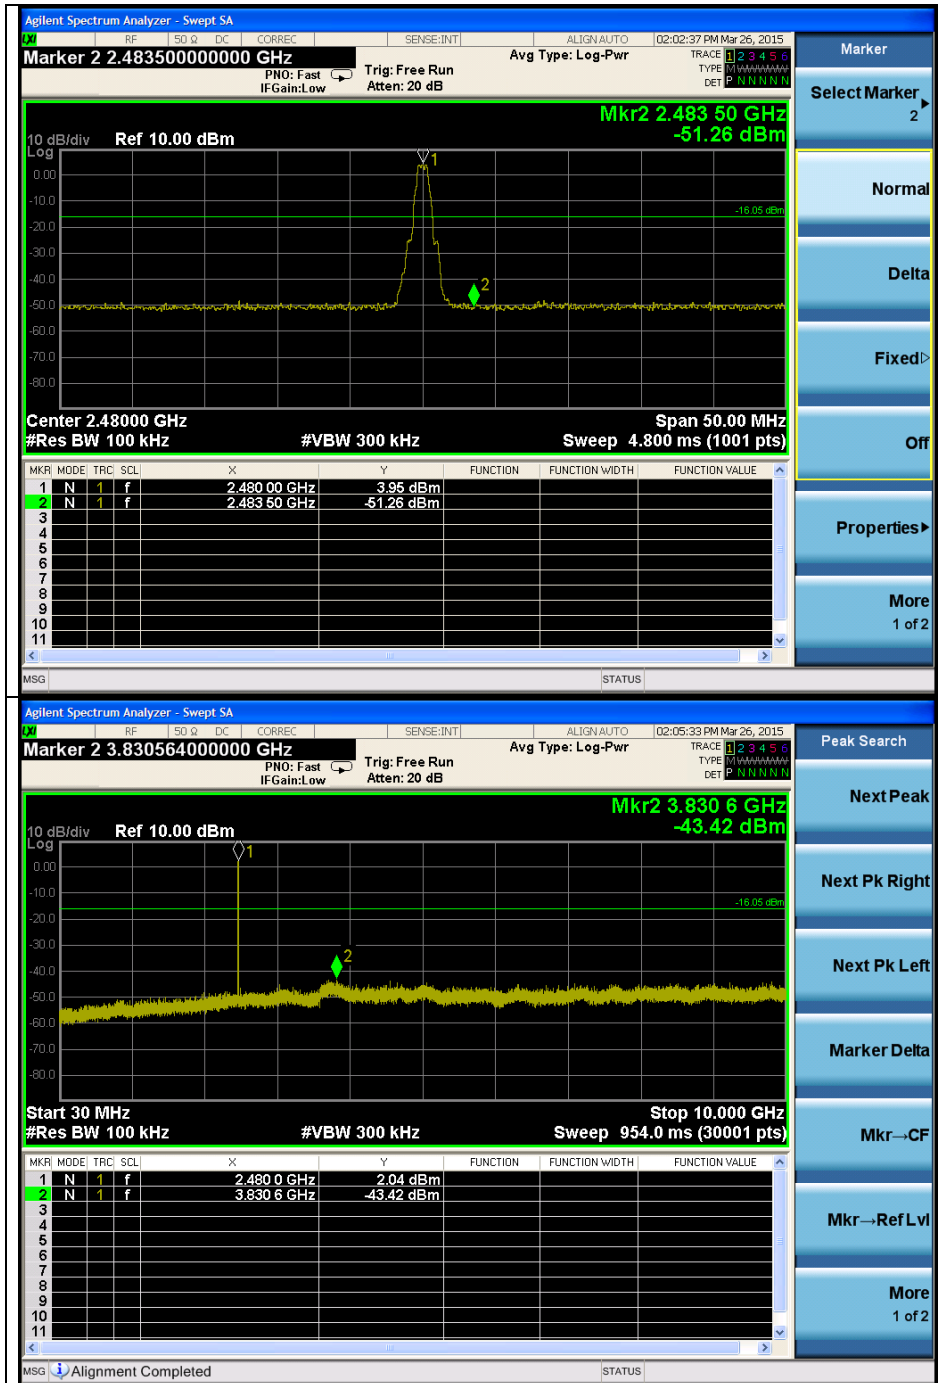 Agilent Spectrum Analyzer - Swept SA
LXI RF 50 Ω DC CORREC SENSE:INT ALIGN AUTO 02:02:37 PM Mar 26, 2015
Marker 2 2.483500000000 GHz
Avg Type: Log-Pwr
TRACE 1 2 3 4 5 6
TYPE M WWWWW
DET P N N N N N
PNO: Fast
IFGain:Low
Trig: Free Run
Atten: 20 dB
Mkr2 2.483 50 GHz
-51.26 dBm
10 dB/div Ref 10.00 dBm
Log
1
0.00
-10.0
-16.05 dBm
-20.0
-30.0
-40.0
2
-50.0
-60.0
-70.0
-80.0
Center 2.48000 GHz Span 50.00 MHz
#Res BW 100 kHz #VBW 300 kHz Sweep 4.800 ms (1001 pts)
MKR MODE TRC SCL X Y FUNCTION FUNCTION WIDTH FUNCTION VALUE
1 N 1 f 2.480 00 GHz 3.95 dBm
2 N 1 f 2.483 50 GHz -51.26 dBm
3
4
5
6
7
8
9
10
11
MSG STATUS
Marker
Select Marker
2
Normal
Delta
Fixed
Off
Properties
More
1 of 2
Agilent Spectrum Analyzer - Swept SA
LXI RF 50 Ω DC CORREC SENSE:INT ALIGN AUTO 02:05:33 PM Mar 26, 2015
Marker 2 3.830564000000 GHz
Avg Type: Log-Pwr
TRACE 1 2 3 4 5 6
TYPE M WWWWW
DET P N N N N N
PNO: Fast
IFGain:Low
Trig: Free Run
Atten: 20 dB
Mkr2 3.830 6 GHz
-43.42 dBm
10 dB/div Ref 10.00 dBm
Log
1
0.00
-10.0
-16.05 dBm
-20.0
-30.0
2
-40.0
-50.0
-60.0
-70.0
-80.0
Start 30 MHz Stop 10.000 GHz
#Res BW 100 kHz #VBW 300 kHz Sweep 954.0 ms (30001 pts)
MKR MODE TRC SCL X Y FUNCTION FUNCTION WIDTH FUNCTION VALUE
1 N 1 f 2.480 0 GHz 2.04 dBm
2 N 1 f 3.830 6 GHz -43.42 dBm
3
4
5
6
7
8
9
10
11
MSG Alignment Completed STATUS
Peak Search
Next Peak
Next Pk Right
Next Pk Left
Marker Delta
Mkr→CF
Mkr→Ref Lvl
More
1 of 2